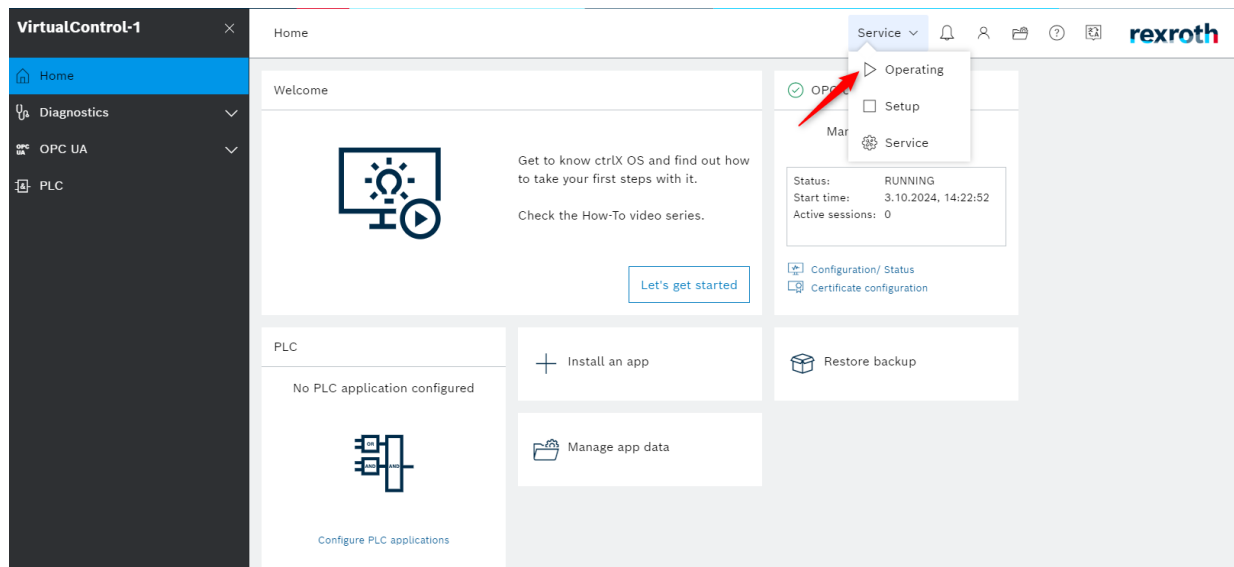 VirtualControl-1
Home
Service
rexroth
Home
Diagnostics
OPC UA
PLC
Operating
Setup
Service
Welcome
Get to know ctrlX OS and find out how
to take your first steps with it.
Check the How-To video series.
Let's get started
Status: RUNNING
Start time: 3.10.2024, 14:22:52
Active sessions: 0
Configuration/ Status
Certificate configuration
PLC
No PLC application configured
OR
AND AND
Configure PLC applications
Install an app
Restore backup
Manage app data